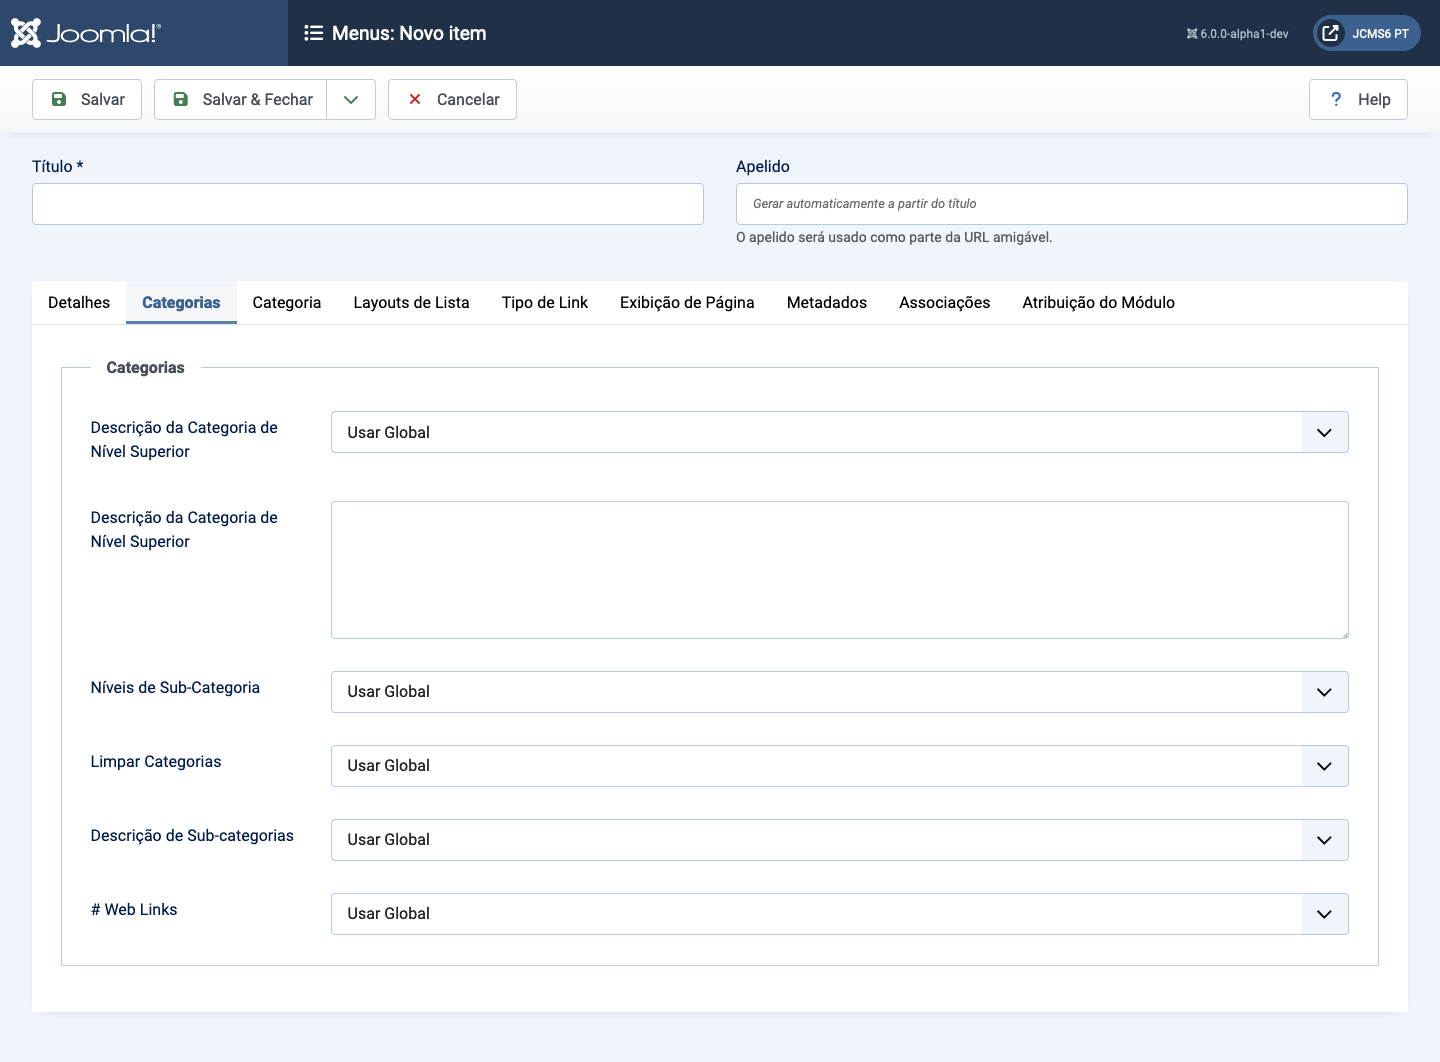 Joomla!®
Menus: Novo item
6.0.0-alpha1-dev
JCMS6 PT
Salvar
Salvar & Fechar
Cancelar
? Help
Título *
Apelido
Gerar automaticamente a partir do título
O apelido será usado como parte da URL amigável.
Detalhes Categorias Categoria Layouts de Lista Tipo de Link Exibição de Página Metadados Associações Atribuição do Módulo
Categorias
Descrição da Categoria de
Nível Superior
Usar Global
Descrição da Categoria de
Nível Superior
Níveis de Sub-Categoria
Usar Global
Limpar Categorias
Usar Global
Descrição de Sub-categorias
Usar Global
# Web Links
Usar Global